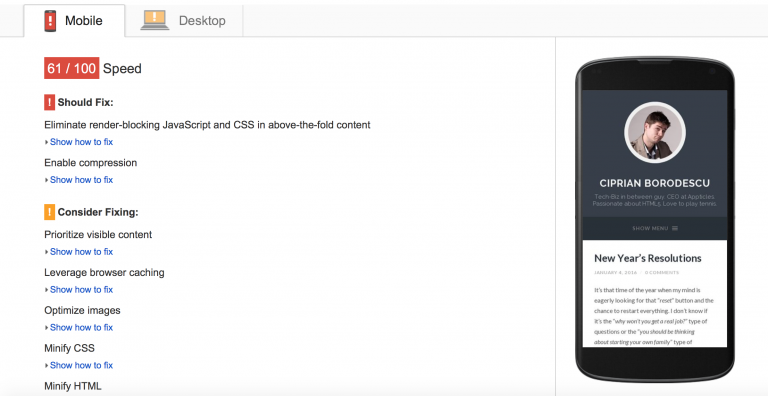 Mobile
Desktop
61 / 100 Speed
! Should Fix:
Eliminate render-blocking JavaScript and CSS in above-the-fold content
Show how to fix
Enable compression
Show how to fix
! Consider Fixing:
Prioritize visible content
Show how to fix
Leverage browser caching
Show how to fix
Optimize images
Show how to fix
Minify CSS
Show how to fix
Minify HTML
CIPRIAN BORODESCU
Tech-Biz in between guy. CEO at Appticles.
Passionate about HTML5. Love to play tennis.
SHOW MENU
New Year's Resolutions
JANUARY 4, 2016 / 0 COMMENTS
It's that time of the year when my mind is
eagerly looking for that "reset" button and the
chance to restart everything. I don't know if
it's the "why won't you get a real job?" type of
questions or the "you should be thinking
about starting your own family" type of